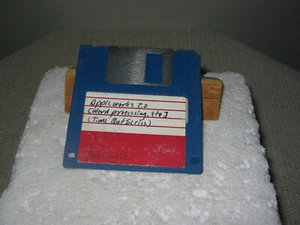 Appleworks 2.0
(Word processing, etc.)
(Time Out Series)